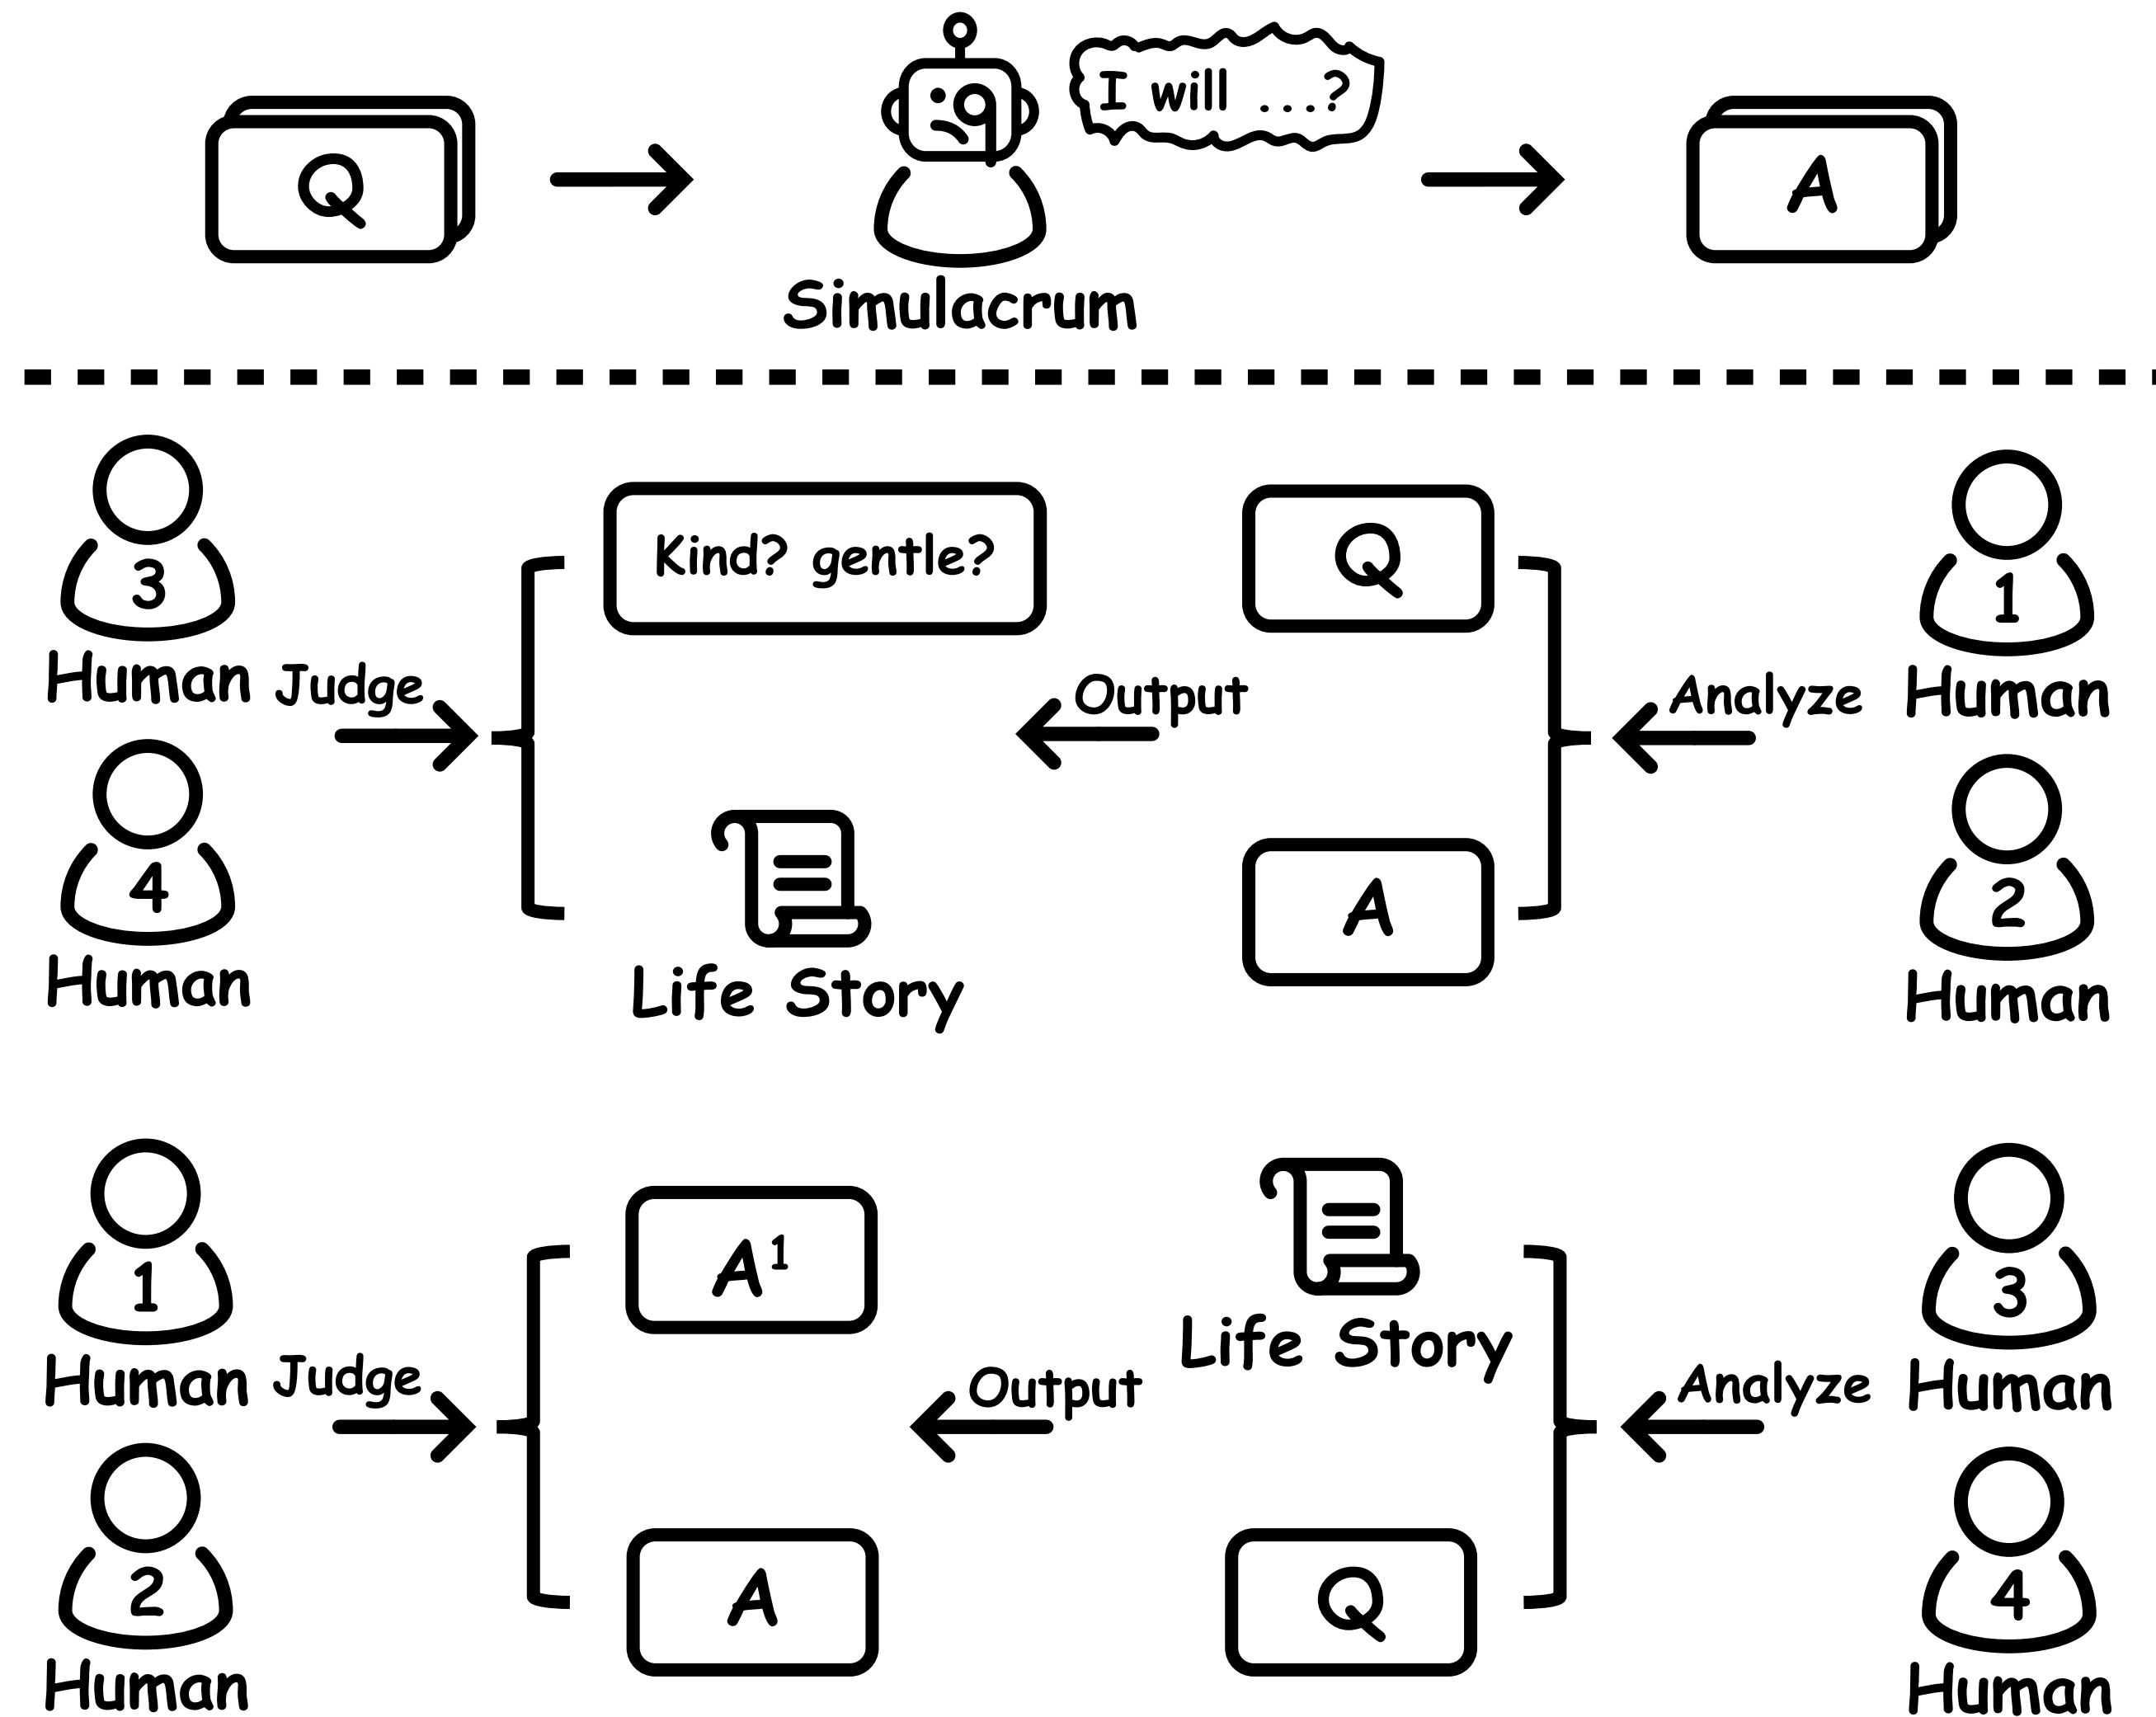 I will ...?
Q
A
Simulacrum
3
Kind? gentle?
Q
1
Human
Judge
Output
Analyze
Human
4
A
2
Human
Life Story
Human
1
A¹
Life Story
3
Human
Judge
Output
Analyze
Human
2
A
Q
4
Human
Human